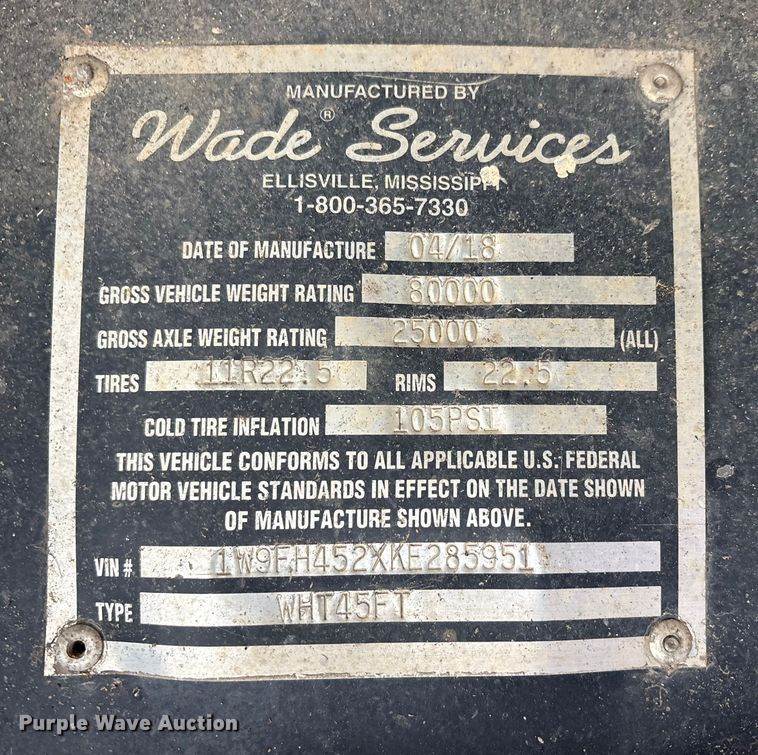 MANUFACTURED BY
Wade® Services
ELLISVILLE, MISSISSIPPI
1-800-365-7330
DATE OF MANUFACTURE 04/18
GROSS VEHICLE WEIGHT RATING 80000
GROSS AXLE WEIGHT RATING 25000 (ALL)
TIRES 11R22.5 RIMS 22.5
COLD TIRE INFLATION 105PSI
THIS VEHICLE CONFORMS TO ALL APPLICABLE U.S. FEDERAL
MOTOR VEHICLE STANDARDS IN EFFECT ON THE DATE SHOWN
OF MANUFACTURE SHOWN ABOVE.
VIN # 1W9FH452XKE285951
TYPE WHT45FT
Purple Wave Auction